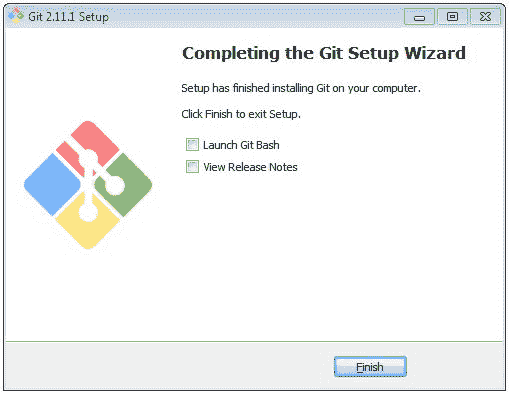 Git 2.11.1 Setup
Completing the Git Setup Wizard
Setup has finished installing Git on your computer.
Click Finish to exit Setup.
Launch Git Bash
View Release Notes
Finish